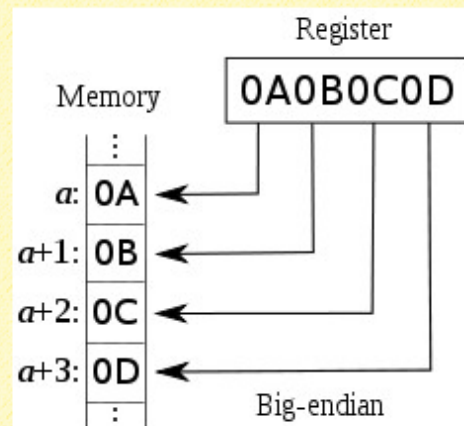 Register
0A0B0C0D
Memory
⋮
a: 0A
a+1: 0B
a+2: 0C
a+3: 0D
⋮
Big-endian